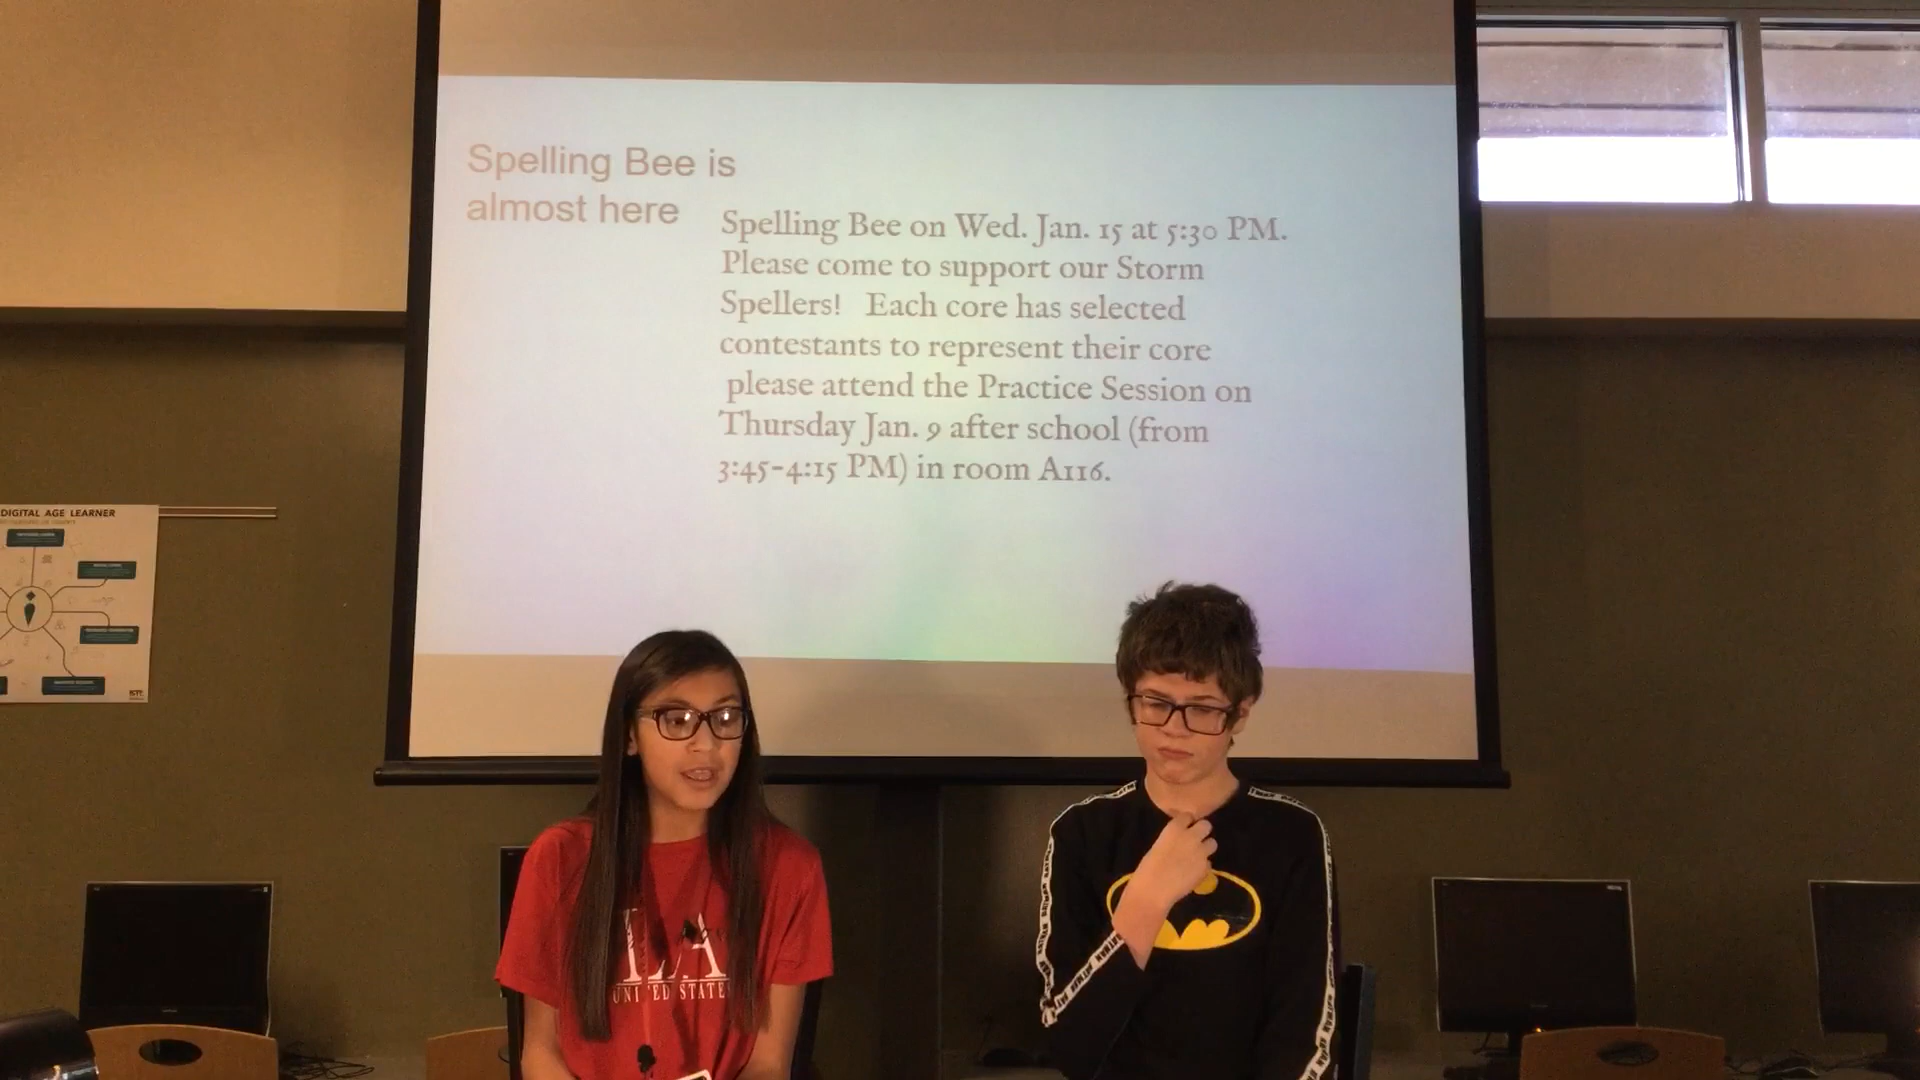 Spelling Bee is
almost here
Spelling Bee on Wed. Jan. 15 at 5:30 PM.
Please come to support our Storm
Spellers! Each core has selected
contestants to represent their core
please attend the Practice Session on
Thursday Jan. 9 after school (from
3:45-4:15 PM) in room A116.
DIGITAL AGE LEARNER
LA
UNITED STATES
BATMAN